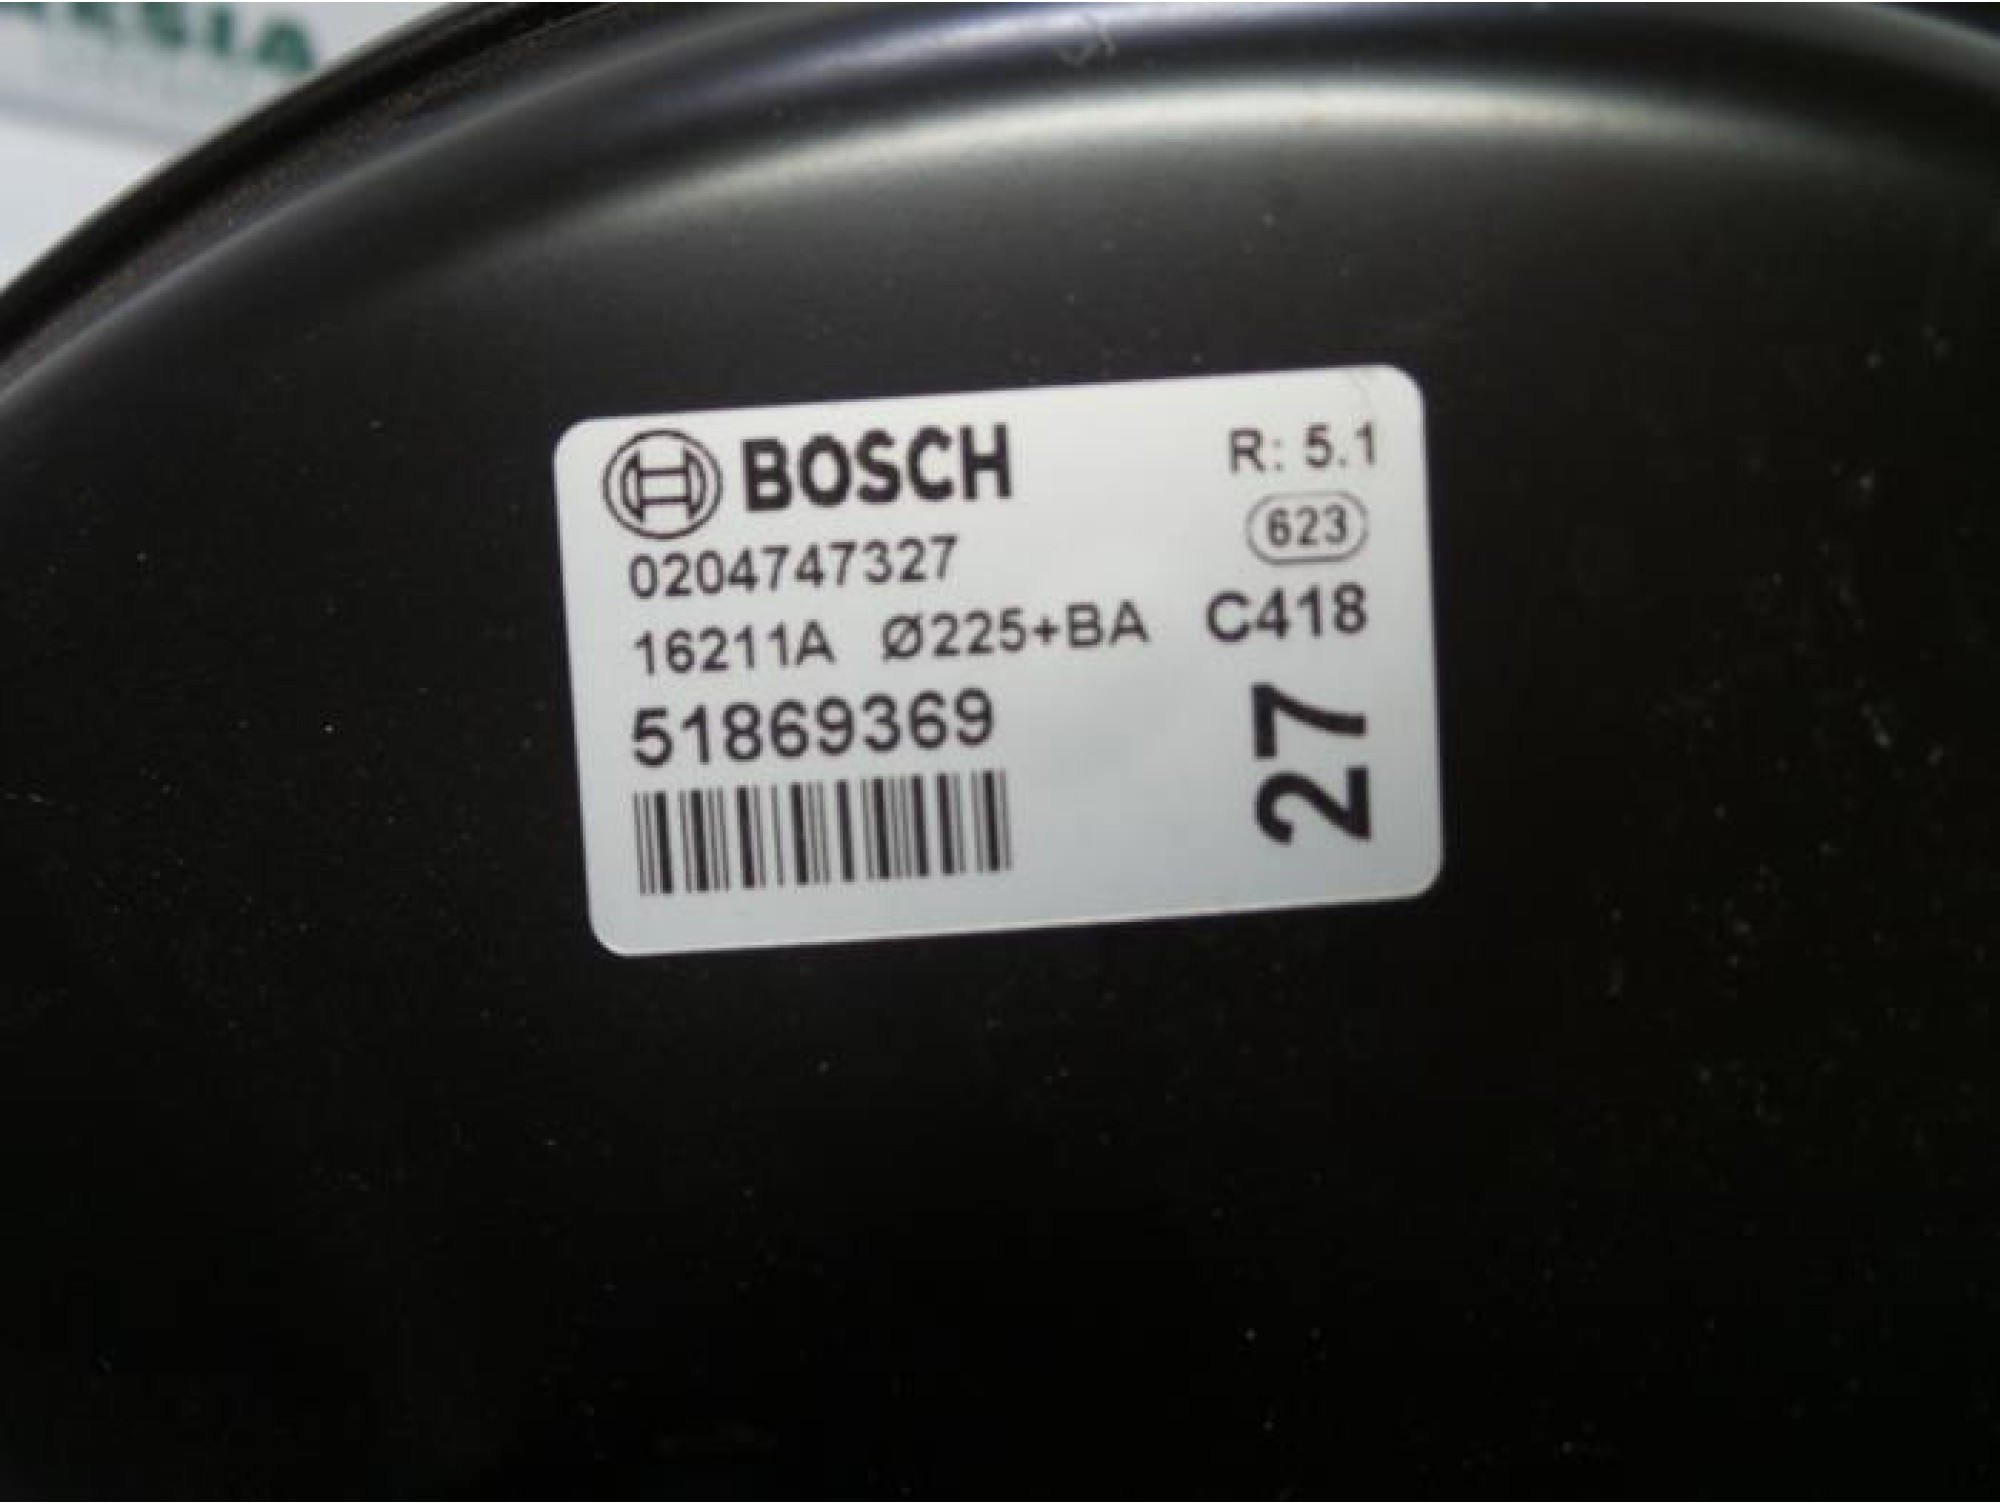 BOSCH R: 5.1
623
0204747327
16211A Ø225+BA C418
51869369
27